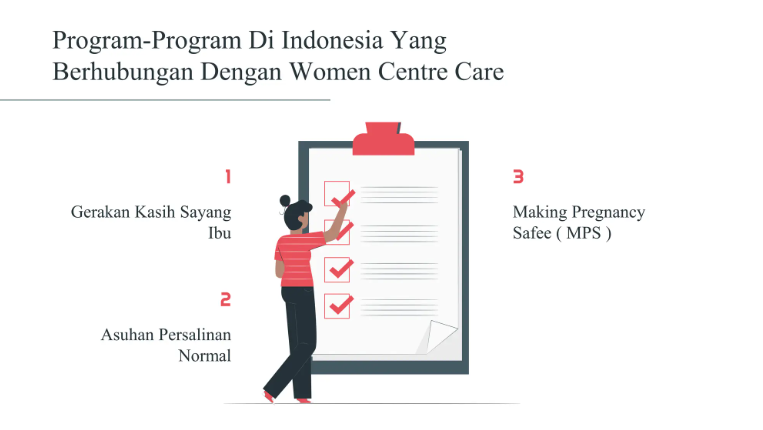 Program-Program Di Indonesia Yang
Berhubungan Dengan Women Centre Care
1
Gerakan Kasih Sayang
Ibu
2
Asuhan Persalinan
Normal
3
Making Pregnancy
Safee ( MPS )